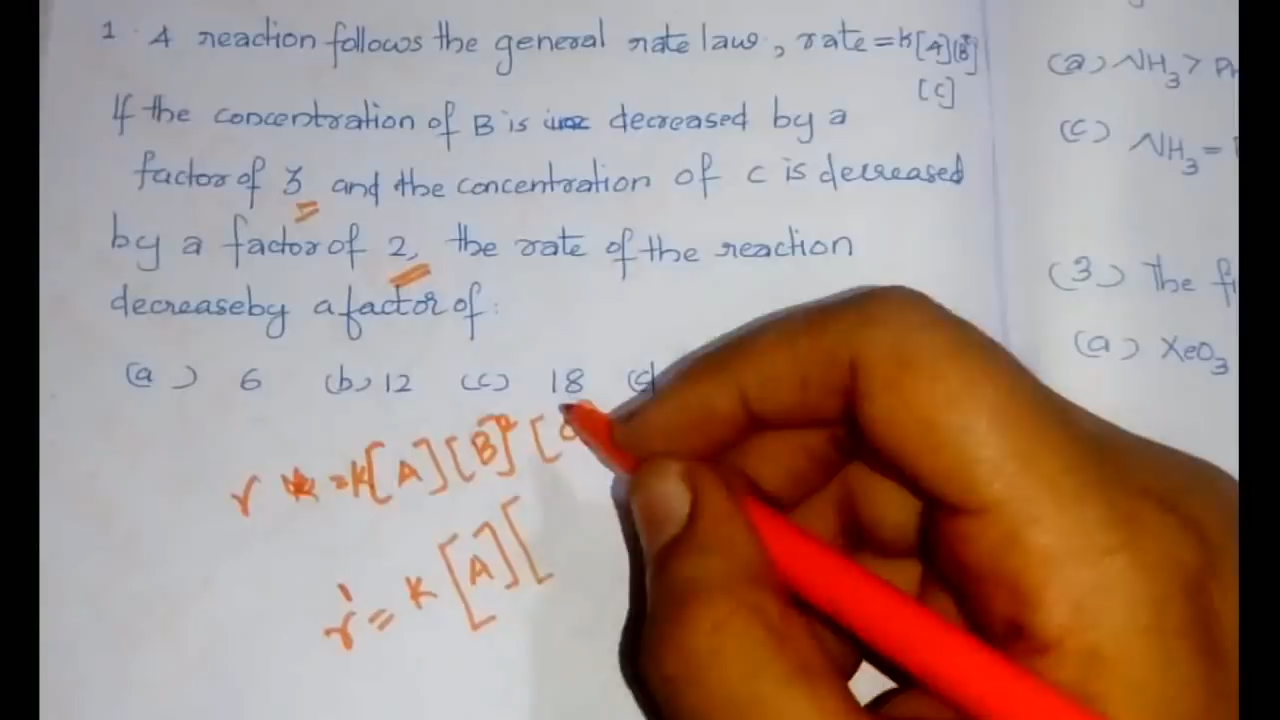 1. A reaction follows the general rate law, rate = K[A][B²]
[C]
If the concentration of B is decreased by a
factor of 3 and the concentration of C is decreased
by a factor of 2, the rate of the reaction
decreaseby a factor of:
(a) 6 (b) 12 (c) 18
r = K[A][B]² [
r' = K[A][
(a) NH₃ >
(c) NH₃ =
(3) The
(a) XeO₃